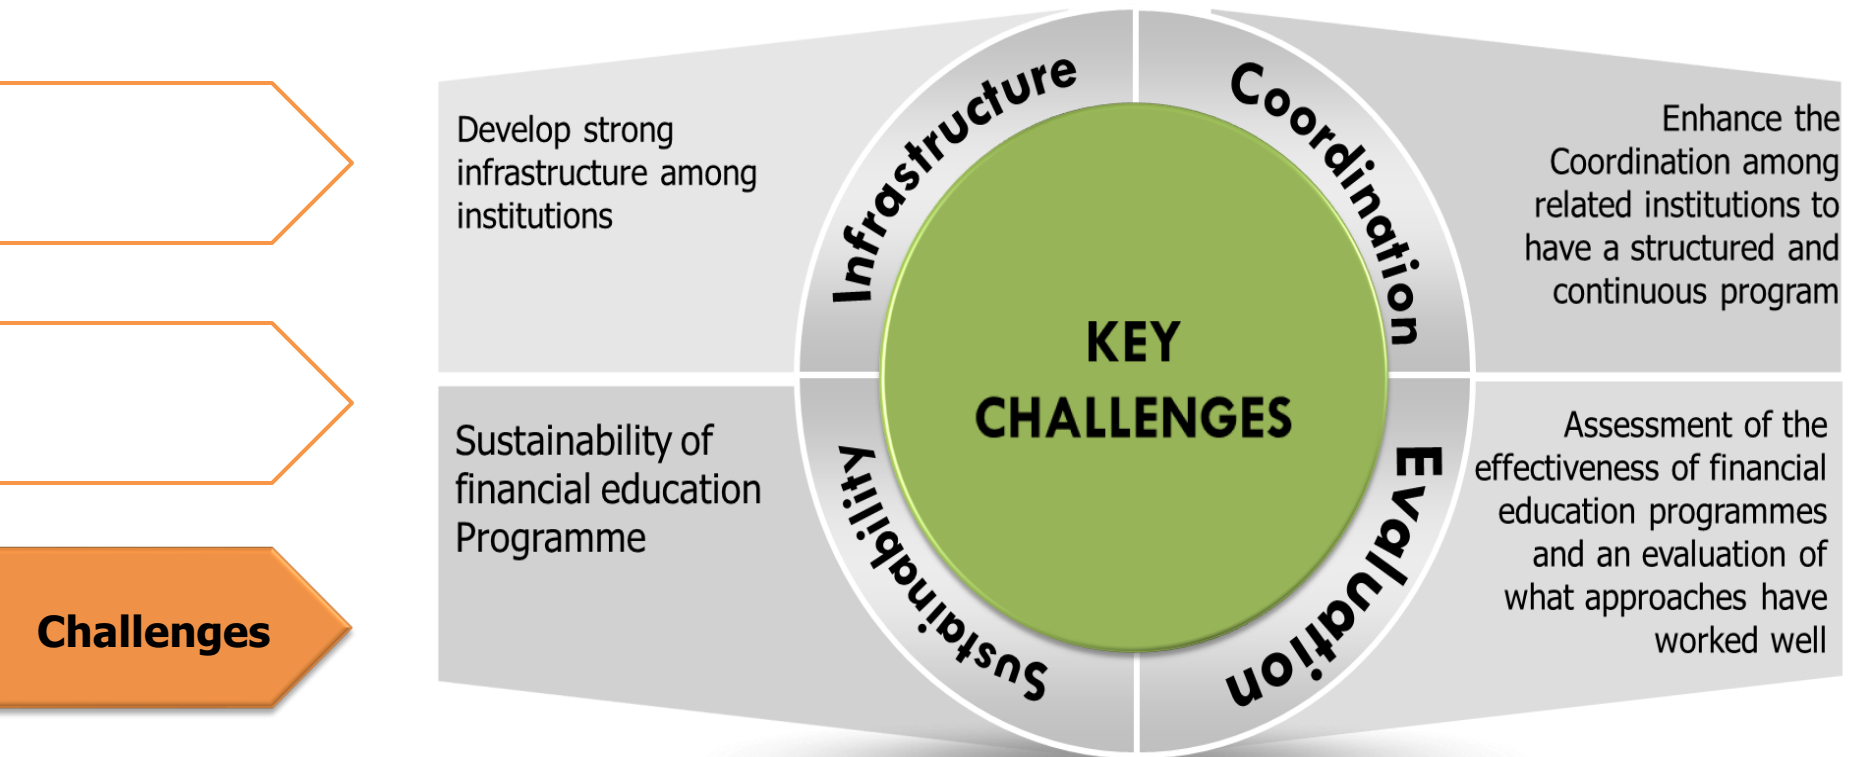 Challenges
Infrastructure
Develop strong
infrastructure among
institutions
Coordination
Enhance the
Coordination among
related institutions to
have a structured and
continuous program
KEY
CHALLENGES
Sustainability
Sustainability of
financial education
Programme
Evaluation
Assessment of the
effectiveness of financial
education programmes
and an evaluation of
what approaches have
worked well